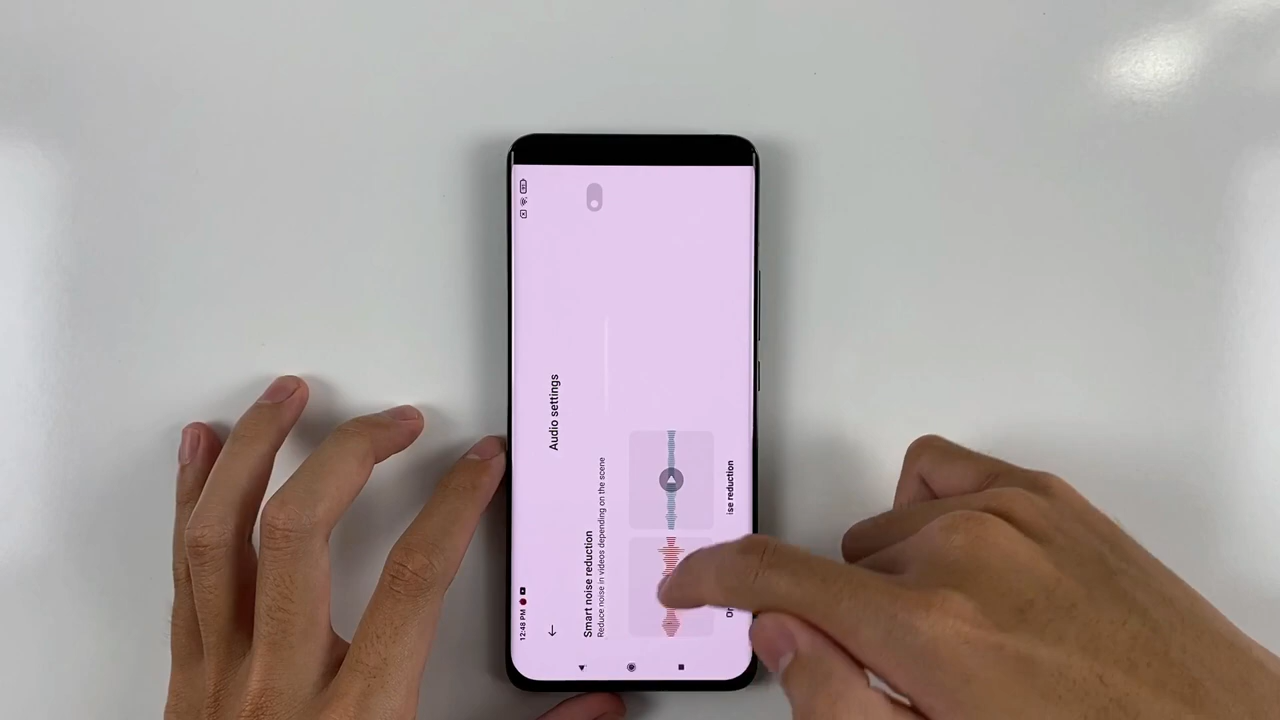 12:48 PM
Audio settings
Smart noise reduction
Reduce noise in videos depending on the scene
ise reduction